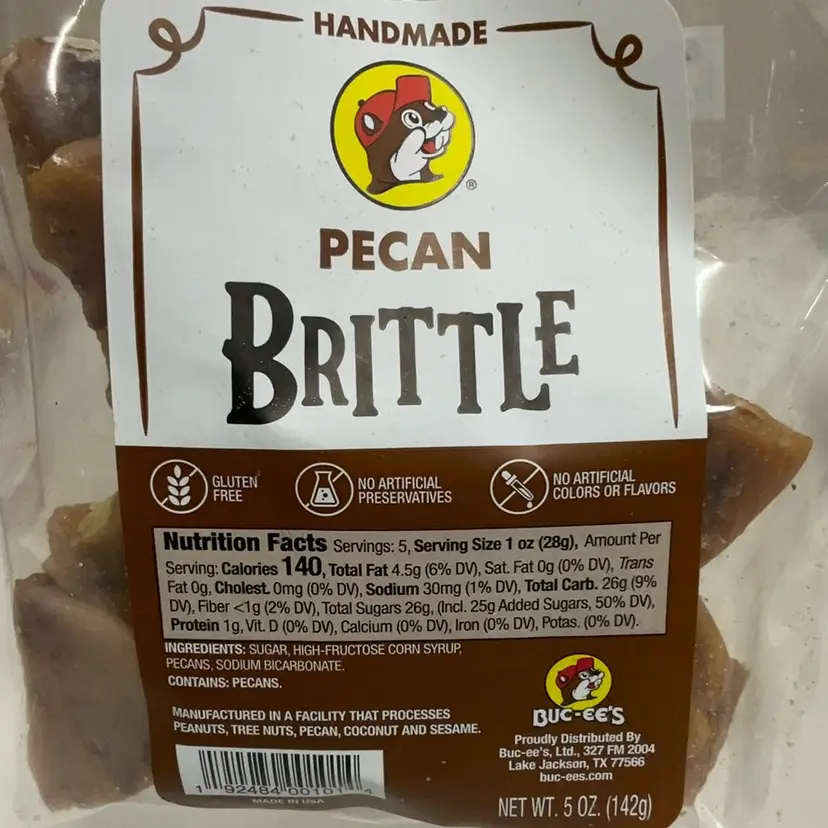 HANDMADE
®
PECAN
BRITTLE
GLUTEN
FREE
NO ARTIFICIAL
PRESERVATIVES
NO ARTIFICIAL
COLORS OR FLAVORS
Nutrition Facts Servings: 5, Serving Size 1 oz (28g), Amount Per
Serving: Calories 140, Total Fat 4.5g (6% DV), Sat. Fat 0g (0% DV), Trans
Fat 0g, Cholest. 0mg (0% DV), Sodium 30mg (1% DV), Total Carb. 26g (9%
DV), Fiber <1g (2% DV), Total Sugars 26g, (Incl. 25g Added Sugars, 50% DV),
Protein 1g, Vit. D (0% DV), Calcium (0% DV), Iron (0% DV), Potas. (0% DV).
INGREDIENTS: SUGAR, HIGH-FRUCTOSE CORN SYRUP,
PECANS, SODIUM BICARBONATE.
CONTAINS: PECANS.
MANUFACTURED IN A FACILITY THAT PROCESSES
PEANUTS, TREE NUTS, PECAN, COCONUT AND SESAME.
1 92484 00101 4
MADE IN USA
BUC-EE'S
Proudly Distributed By
Buc-ee's, Ltd., 327 FM 2004
Lake Jackson, TX 77566
buc-ees.com
NET WT. 5 OZ. (142g)